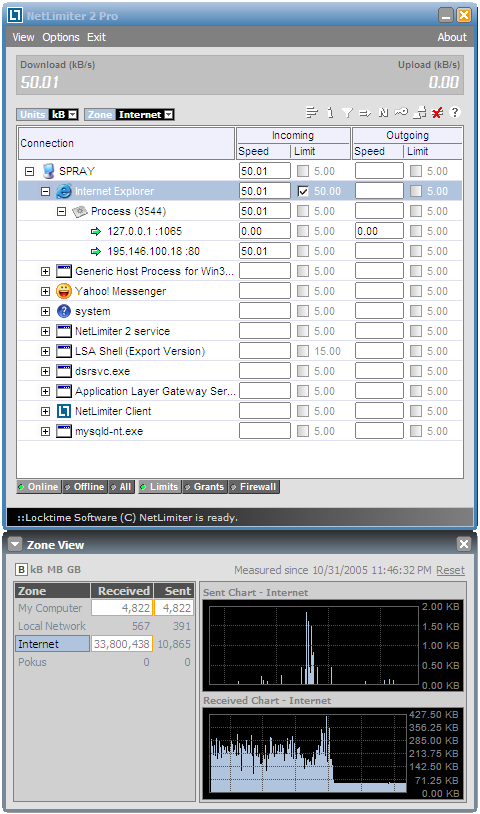 NetLimiter 2 Pro
View Options Exit About
Download (kB/s) Upload (kB/s)
50.01 0.00
Units kB Zone Internet
Connection Incoming Outgoing
Speed Limit Speed Limit
SPRAY 50.01 5.00 5.00
Internet Explorer 50.01 50.00 5.00
Process (3544) 50.01 5.00 5.00
127.0.0.1 :1065 0.00 5.00 0.00 5.00
195.146.100.18 :80 50.01 5.00 5.00
Generic Host Process for Win3... 5.00 5.00
Yahoo! Messenger 5.00 5.00
system 5.00 5.00
NetLimiter 2 service 5.00 5.00
LSA Shell (Export Version) 15.00 5.00
dsrsvc.exe 5.00 5.00
Application Layer Gateway Ser... 5.00 5.00
NetLimiter Client 5.00 5.00
mysqld-nt.exe 5.00 5.00
Online Offline All Limits Grants Firewall
::Locktime Software (C) NetLimiter is ready.
Zone View
B kB MB GB Measured since 10/31/2005 11:46:32 PM Reset
Zone Received Sent
My Computer 4,822 4,822
Local Network 567 391
Internet 33,800,438 10,865
Pokus 0 0
Sent Chart - Internet
2.00 KB
1.50 KB
1.00 KB
0.50 KB
0.00 KB
Received Chart - Internet
427.50 KB
356.25 KB
285.00 KB
213.75 KB
142.50 KB
71.25 KB
0.00 KB